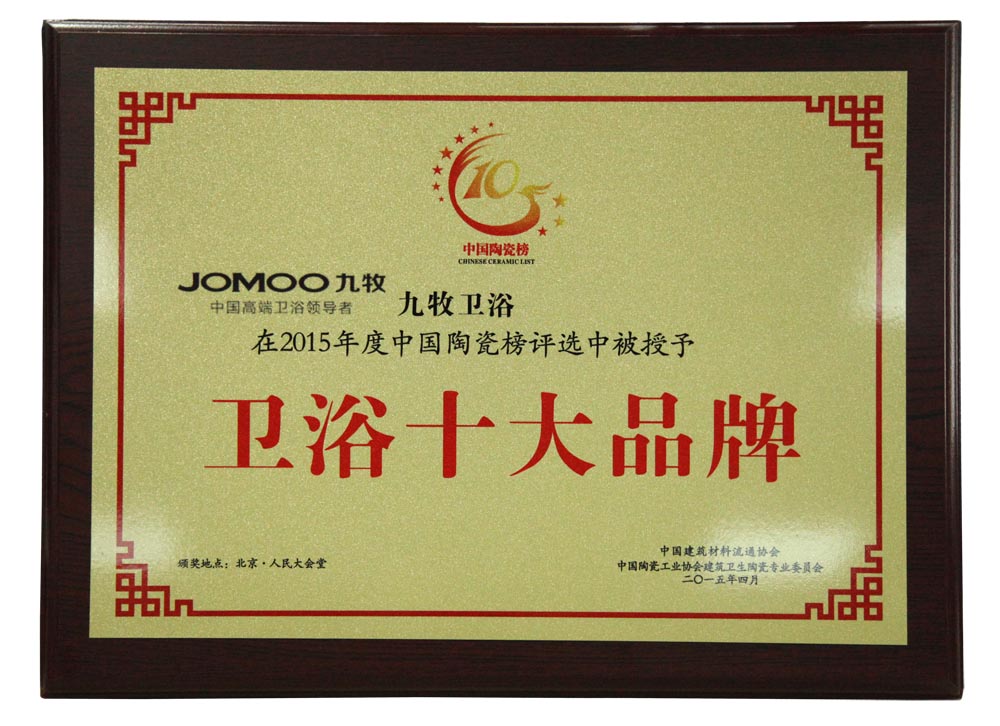 105
中国陶瓷榜
CHINESE CERAMIC LIST
JOMOO九牧
中国高端卫浴领导者
九牧卫浴
在2015年度中国陶瓷榜评选中被授予
卫浴十大品牌
颁奖地点：北京·人民大会堂
中国建筑材料流通协会
中国陶瓷工业协会建筑卫生陶瓷专业委员会
二〇一五年四月